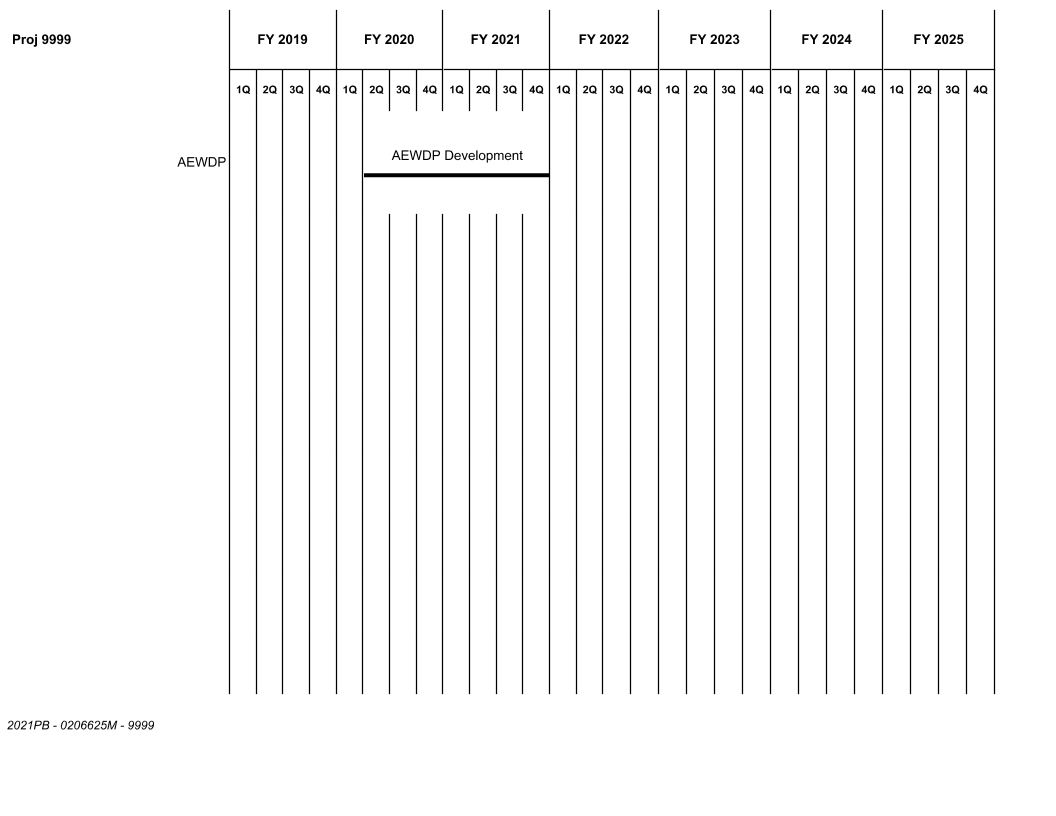 Proj 9999
FY 2019 FY 2020 FY 2021 FY 2022 FY 2023 FY 2024 FY 2025
1Q 2Q 3Q 4Q 1Q 2Q 3Q 4Q 1Q 2Q 3Q 4Q 1Q 2Q 3Q 4Q 1Q 2Q 3Q 4Q 1Q 2Q 3Q 4Q 1Q 2Q 3Q 4Q
AEWDP Development
AEWDP
2021PB - 0206625M - 9999